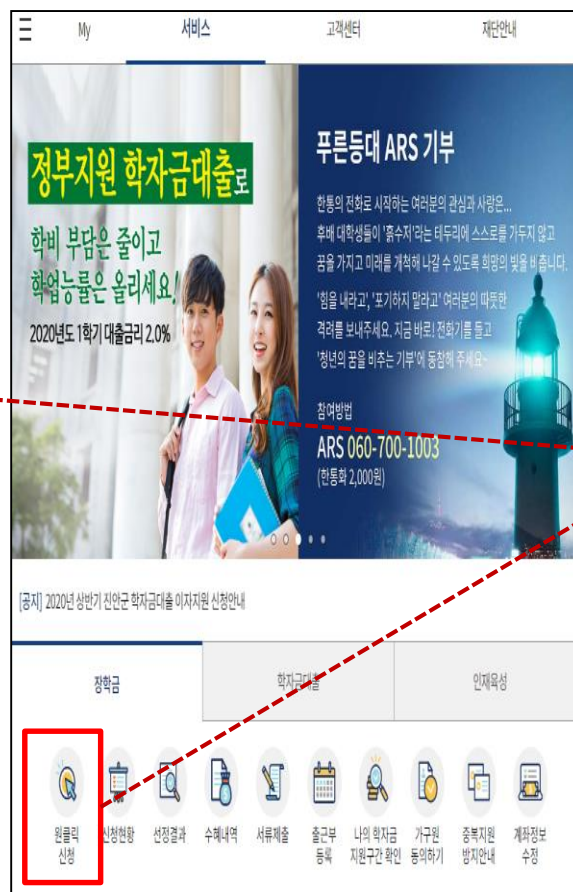 My
서비스
고객센터
재단안내
정부지원 학자금대출로
학비 부담은 줄이고
학업능률은 올리세요!
2020년도 1학기 대출금리 2.0%
푸른등대 ARS 기부
한통의 전화로 시작하는 여러분의 관심과 사랑은...
후배 대학생들이 '흙수저'라는 테두리에 스스로를 가두지 않고
꿈을 가지고 미래를 개척해 나갈 수 있도록 희망의 빛을 비춥니다.
'힘을 내라고', '포기하지 말라고' 여러분의 따뜻한
격려를 보내주세요. 지금 바로! 전화기를 들고
'청년의 꿈을 비추는 기부'에 동참해 주세요~
참여방법
ARS 060-700-1003
(한통화 2,000원)
[공지] 2020년 상반기 진안군 학자금대출 이자지원 신청안내
장학금
학자금대출
인재육성
원클릭
신청
신청현황
선정결과
수혜내역
서류제출
출근부
등록
나의 학자금
지원구간 확인
가구원
동의하기
중복지원
방지안내
계좌정보
수정